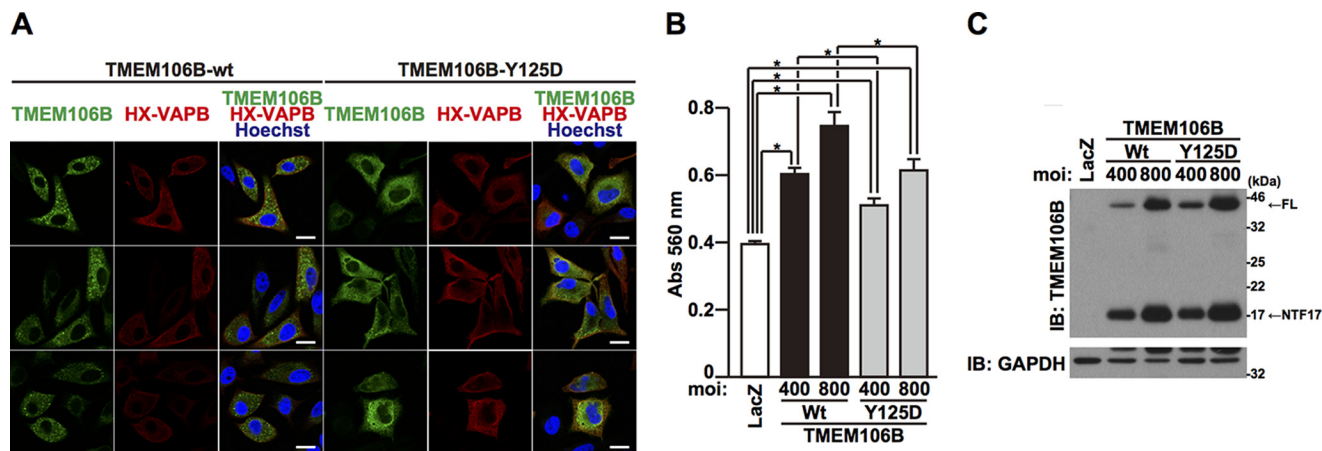 A
TMEM106B-wt TMEM106B-Y125D
TMEM106B HX-VAPB TMEM106B HX-VAPB Hoechst TMEM106B HX-VAPB TMEM106B HX-VAPB Hoechst
B
* * * * * * *
Abs 560 nm
0.8
0.6
0.4
0.2
0
moi: 400 800 400 800
LacZ Wt Y125D
TMEM106B
C
TMEM106B
LacZ Wt Y125D
moi: 400 800 400 800 (kDa)
IB: TMEM106B
-46 ←FL
-32
-25
-22
-17 ←NTF17
IB: GAPDH
-32